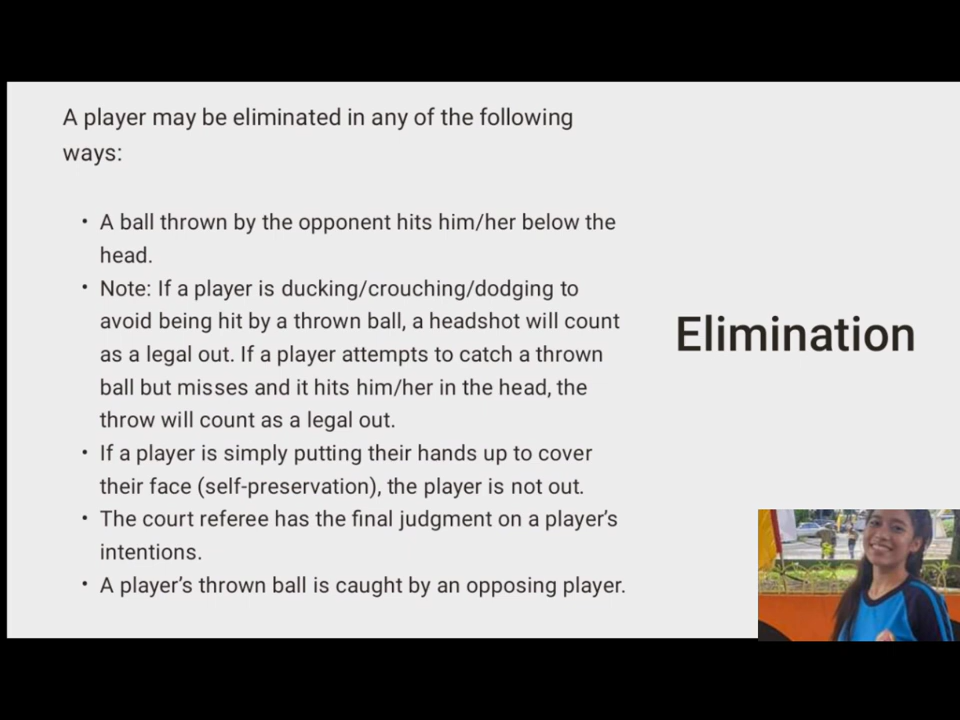 A player may be eliminated in any of the following
ways:
• A ball thrown by the opponent hits him/her below the
head.
• Note: If a player is ducking/crouching/dodging to
avoid being hit by a thrown ball, a headshot will count
as a legal out. If a player attempts to catch a thrown
ball but misses and it hits him/her in the head, the
throw will count as a legal out.
• If a player is simply putting their hands up to cover
their face (self-preservation), the player is not out.
• The court referee has the final judgment on a player’s
intentions.
• A player’s thrown ball is caught by an opposing player.
Elimination